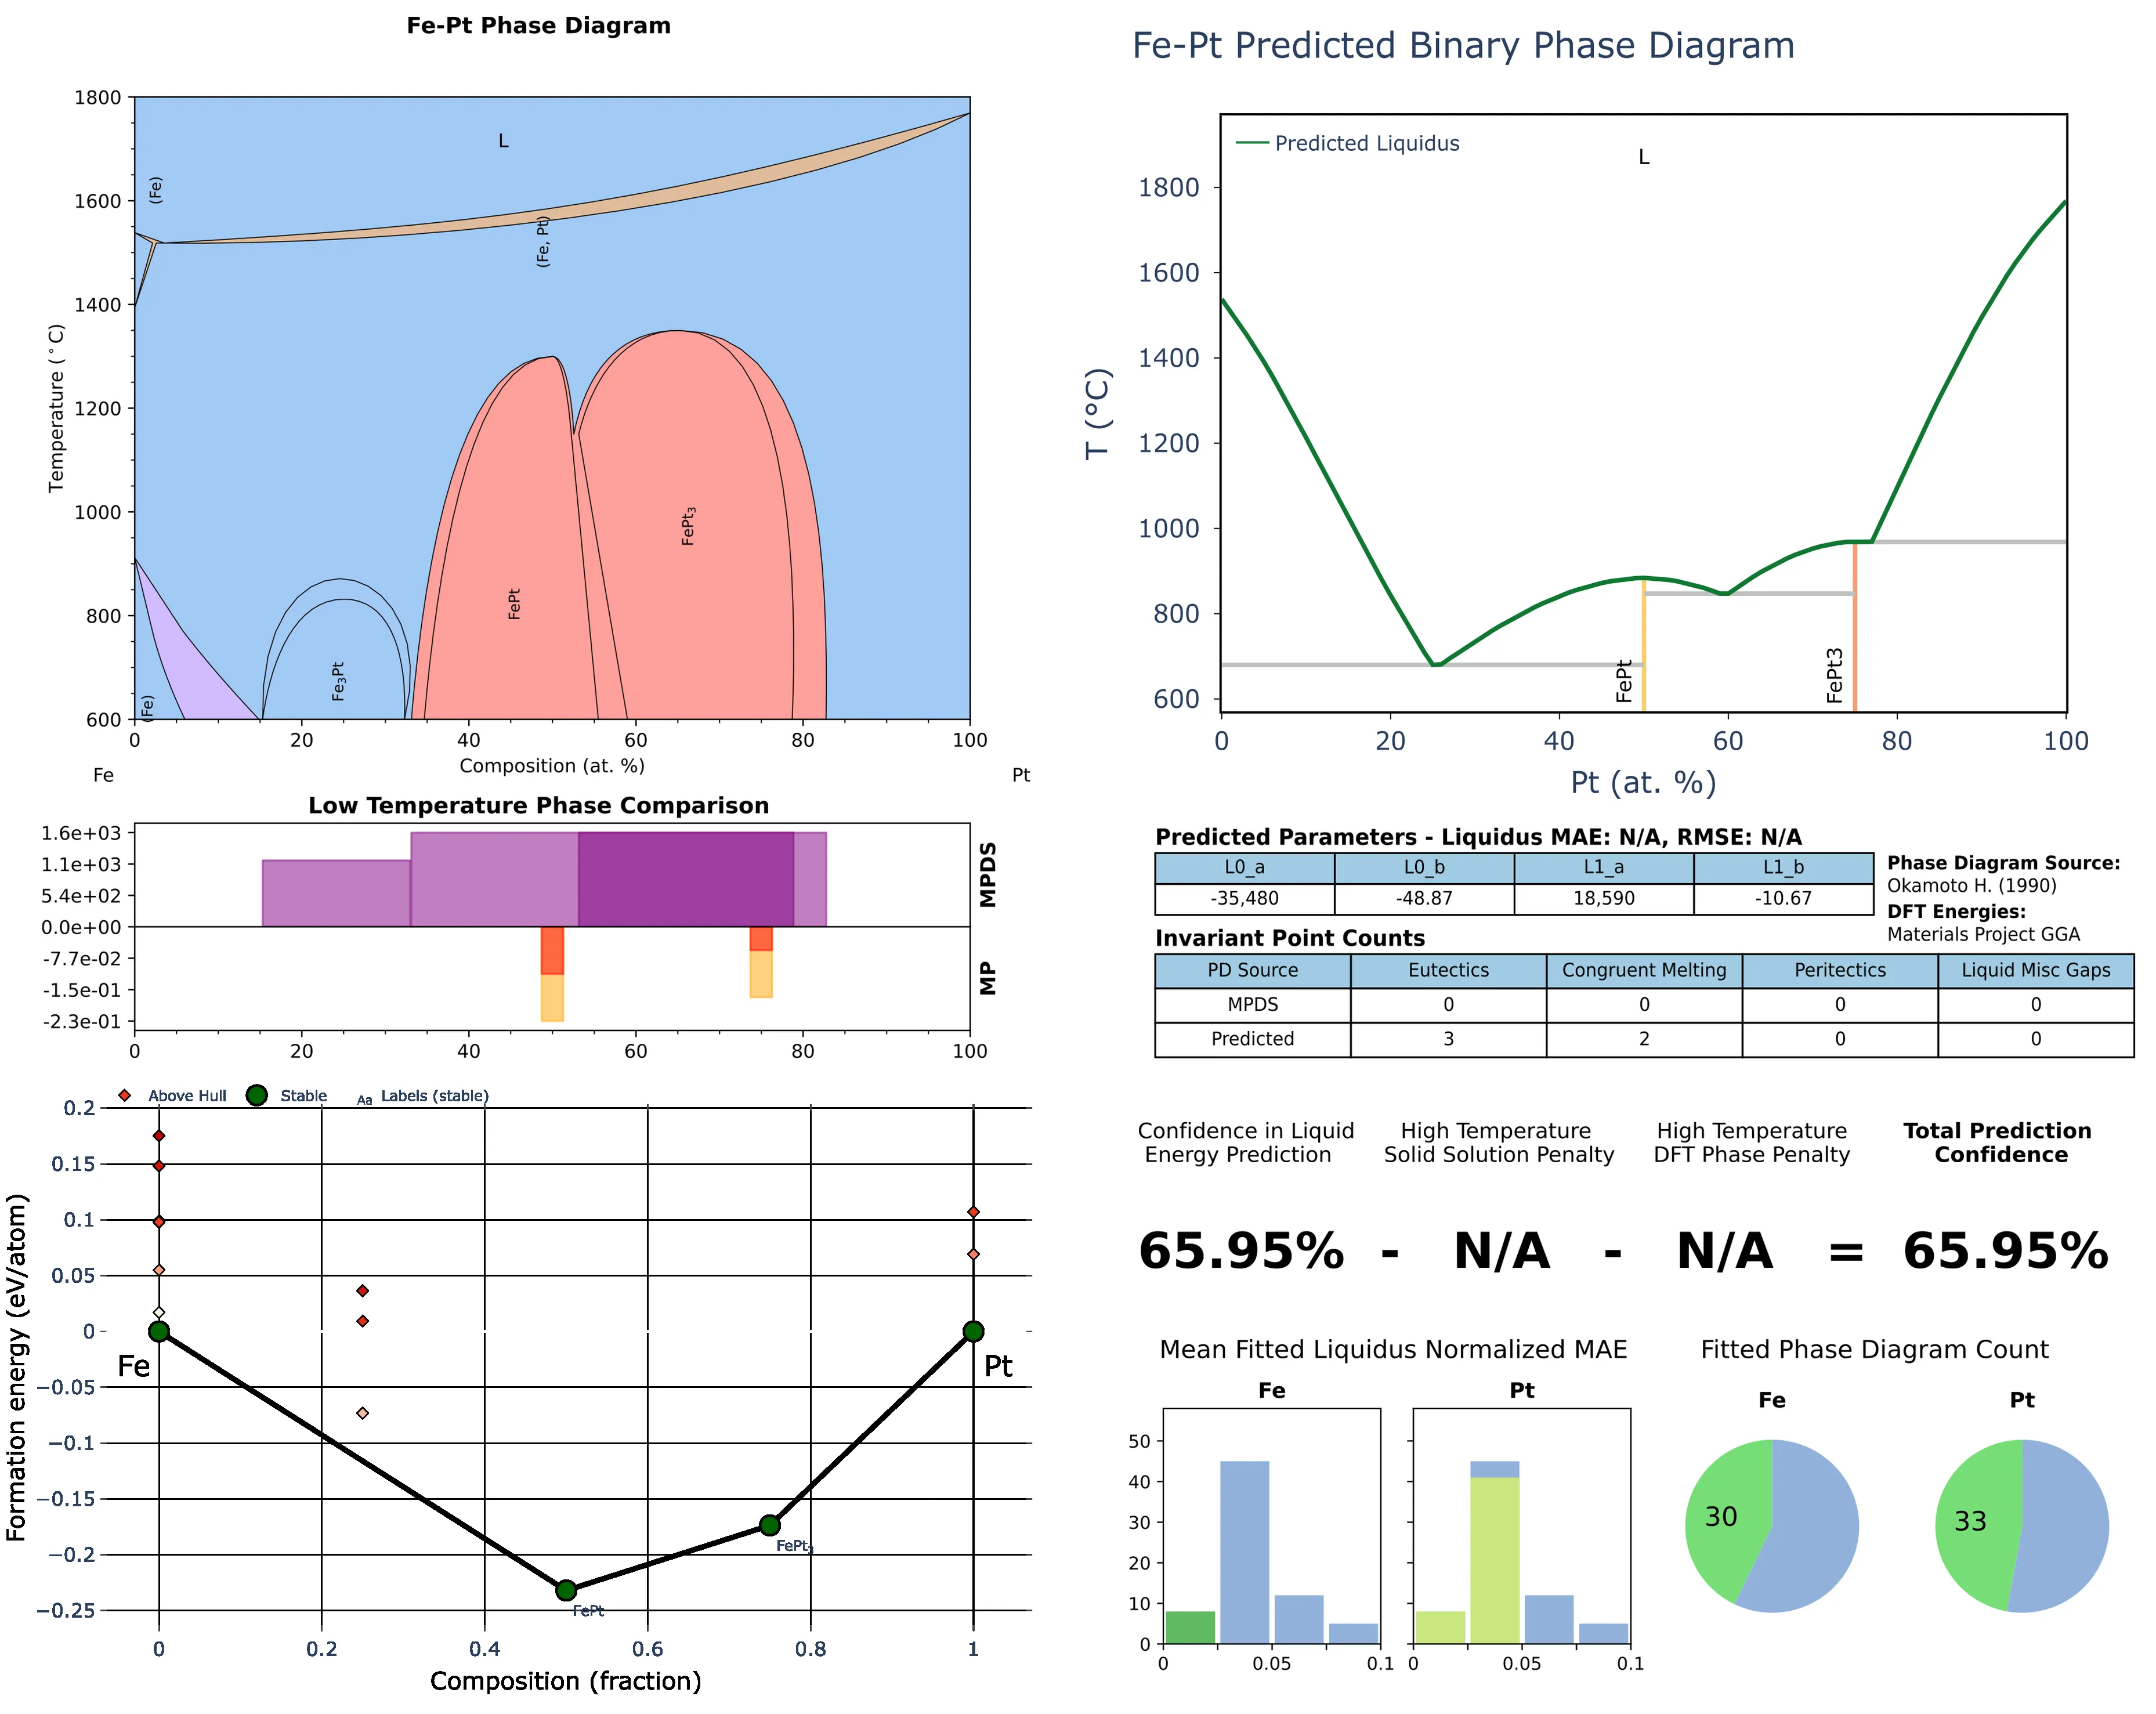 Fe-Pt Phase Diagram
1800
1600
1400
1200
1000
800
600
Temperature (°C)
L
(Fe)
(Fe, Pt)
FePt
FePt₃
Fe₃Pt
(Fe)
0 20 40 60 80 100
Composition (at. %)
Fe Pt
Low Temperature Phase Comparison
1.6e+03
1.1e+03
5.4e+02
0.0e+00
-7.7e-02
-1.5e-01
-2.3e-01
MPDS
MP
0 20 40 60 80 100
Above Hull Stable Aa Labels (stable)
0.2
0.15
0.1
0.05
0
−0.05
−0.1
−0.15
−0.2
−0.25
Formation energy (eV/atom)
Fe
Pt
FePt₃
FePt
0 0.2 0.4 0.6 0.8 1
Composition (fraction)
Fe-Pt Predicted Binary Phase Diagram
Predicted Liquidus
L
1800
1600
1400
1200
1000
800
600
T (°C)
FePt
FePt3
0 20 40 60 80 100
Pt (at. %)
Predicted Parameters - Liquidus MAE: N/A, RMSE: N/A
L0_a L0_b L1_a L1_b
-35,480 -48.87 18,590 -10.67
Phase Diagram Source:
Okamoto H. (1990)
DFT Energies:
Materials Project GGA
Invariant Point Counts
PD Source Eutectics Congruent Melting Peritectics Liquid Misc Gaps
MPDS 0 0 0 0
Predicted 3 2 0 0
Confidence in Liquid
Energy Prediction
High Temperature
Solid Solution Penalty
High Temperature
DFT Phase Penalty
Total Prediction
Confidence
65.95% - N/A - N/A = 65.95%
Mean Fitted Liquidus Normalized MAE
Fe
Pt
50
40
30
20
10
0
0 0.05 0.1
0 0.05 0.1
Fitted Phase Diagram Count
Fe
Pt
30
33